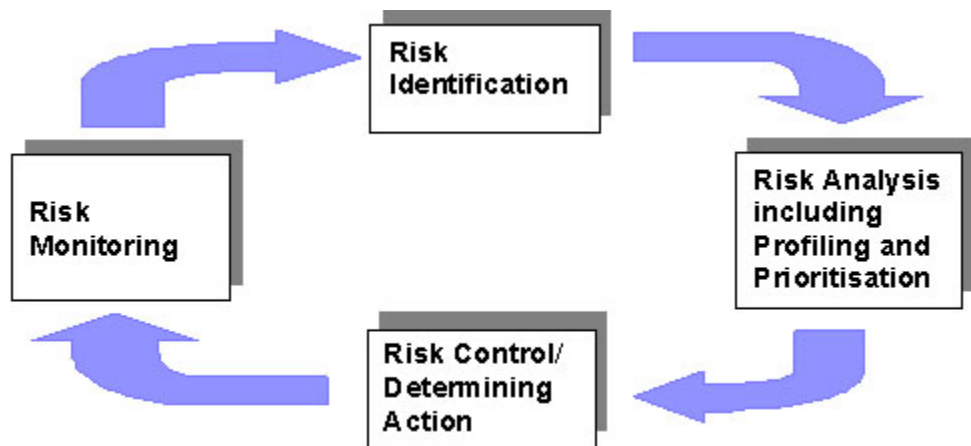 Risk
Identification
Risk Analysis
including
Profiling and
Prioritisation
Risk Control/
Determining
Action
Risk
Monitoring